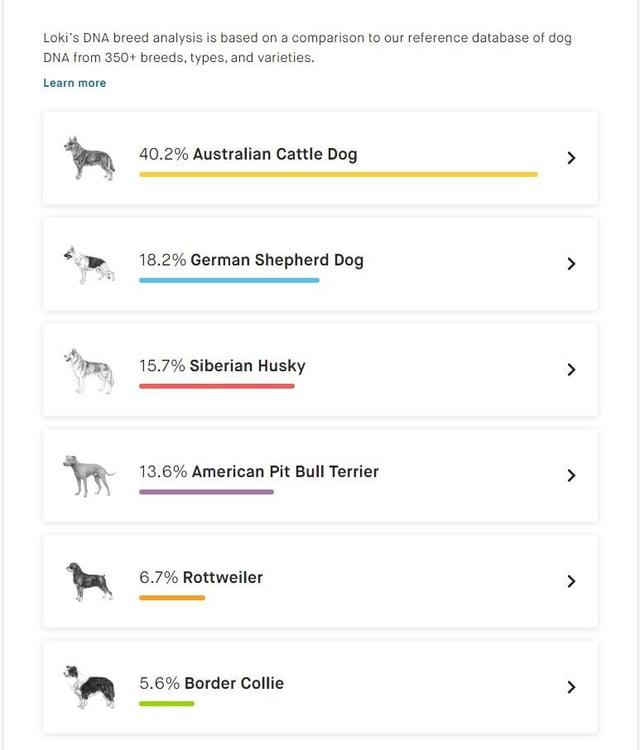 Loki's DNA breed analysis is based on a comparison to our reference database of dog
DNA from 350+ breeds, types, and varieties.
Learn more
40.2% Australian Cattle Dog
18.2% German Shepherd Dog
15.7% Siberian Husky
13.6% American Pit Bull Terrier
6.7% Rottweiler
5.6% Border Collie